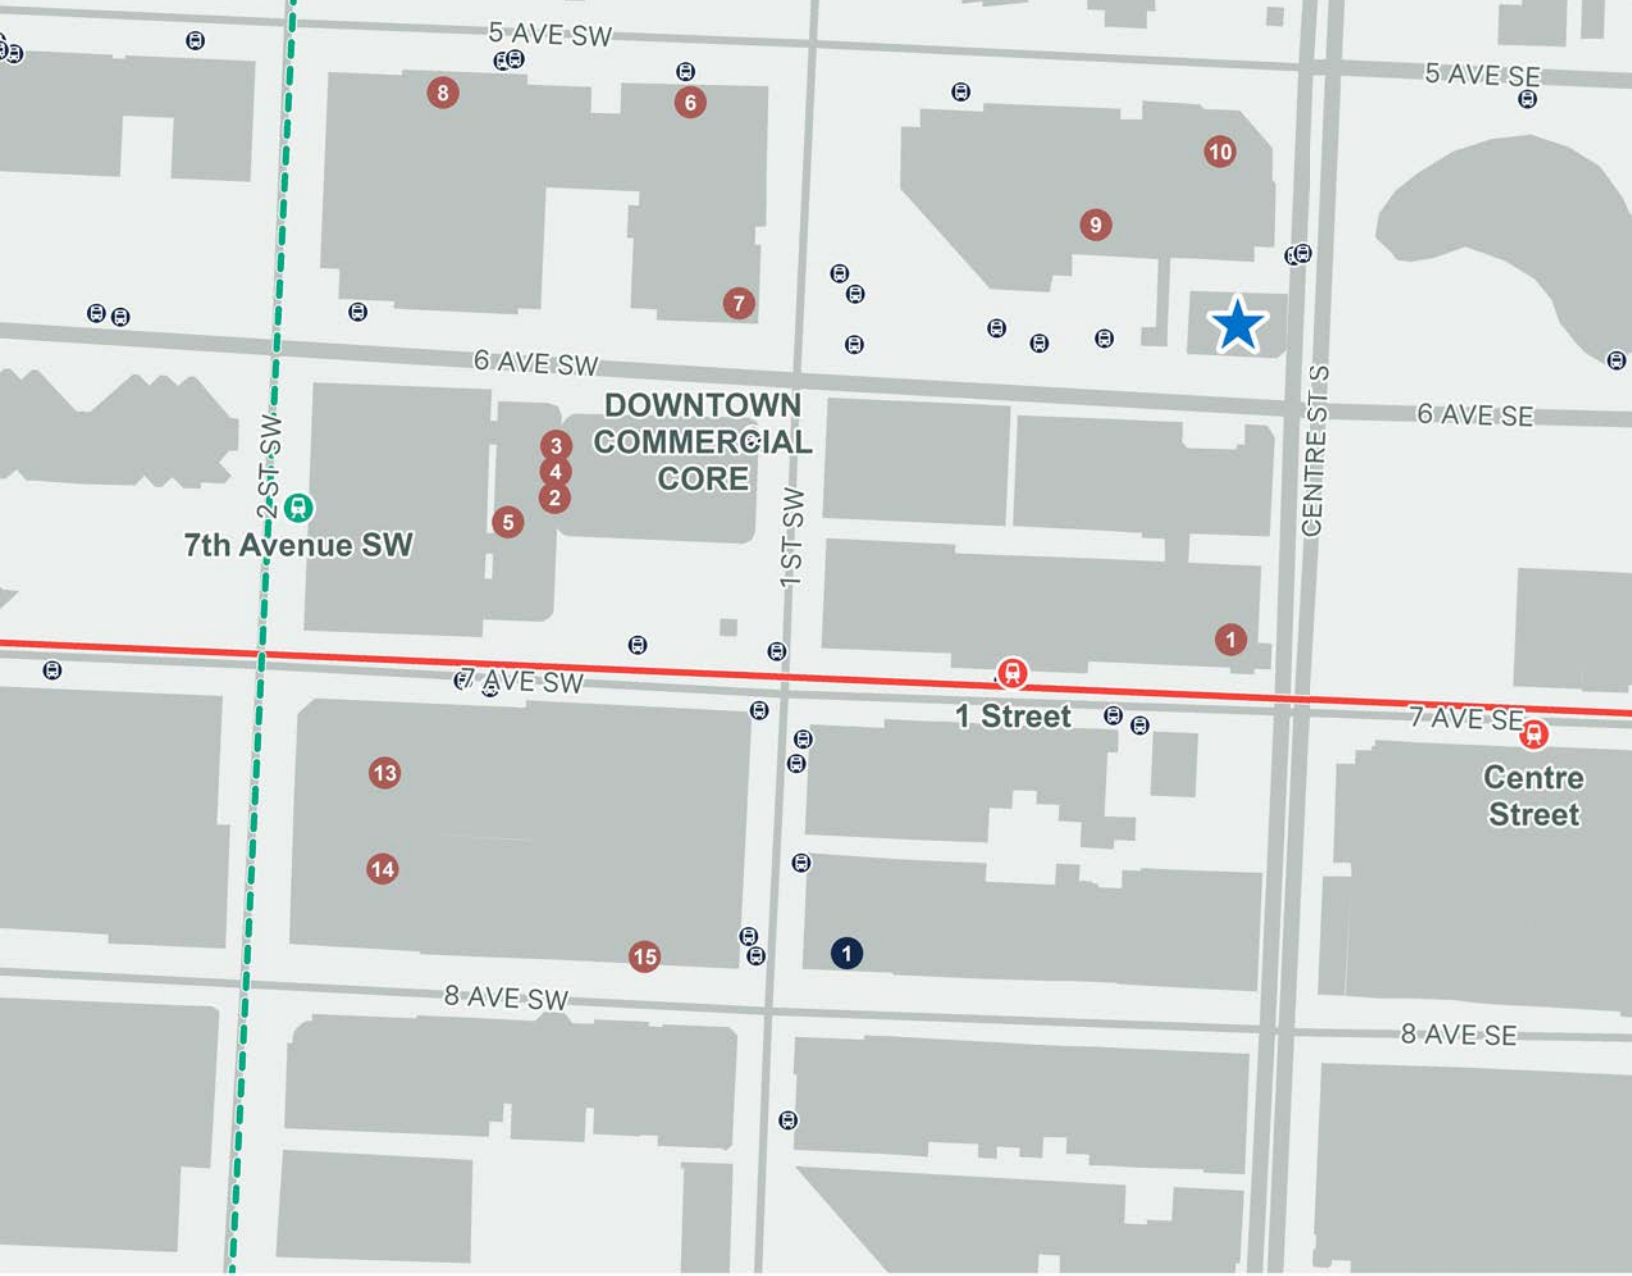 5 AVE SW
5 AVE SE
8
6
10
9
7
6 AVE SW
6 AVE SE
DOWNTOWN
COMMERCIAL
CORE
3
4
2
5
2 ST SW
1 ST SW
CENTRE ST S
7th Avenue SW
1
7 AVE SW
1 Street
7 AVE SE
Centre
Street
13
14
15
1
8 AVE SW
8 AVE SE